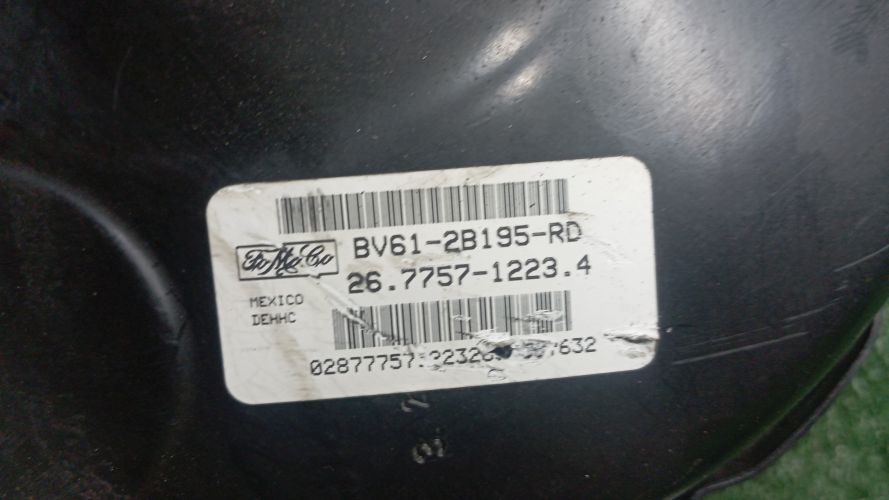 BV61-2B195-RD
FoMoCo
26.7757-1223.4
MEXICO
DEHHC